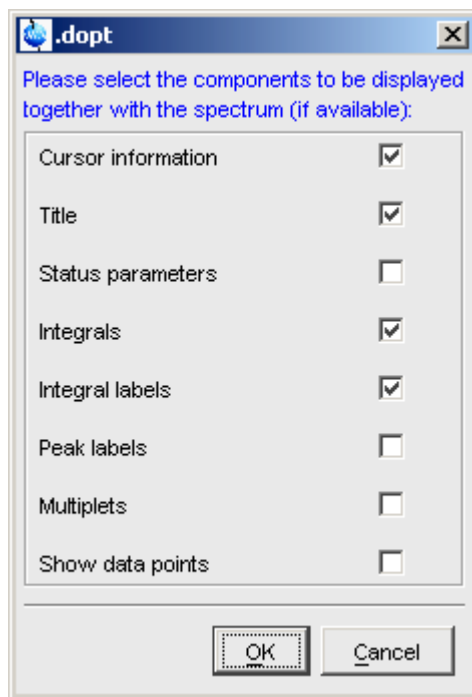 .dopt
Please select the components to be displayed
together with the spectrum (if available):
Cursor information
Title
Status parameters
Integrals
Integral labels
Peak labels
Multiplets
Show data points
OK Cancel